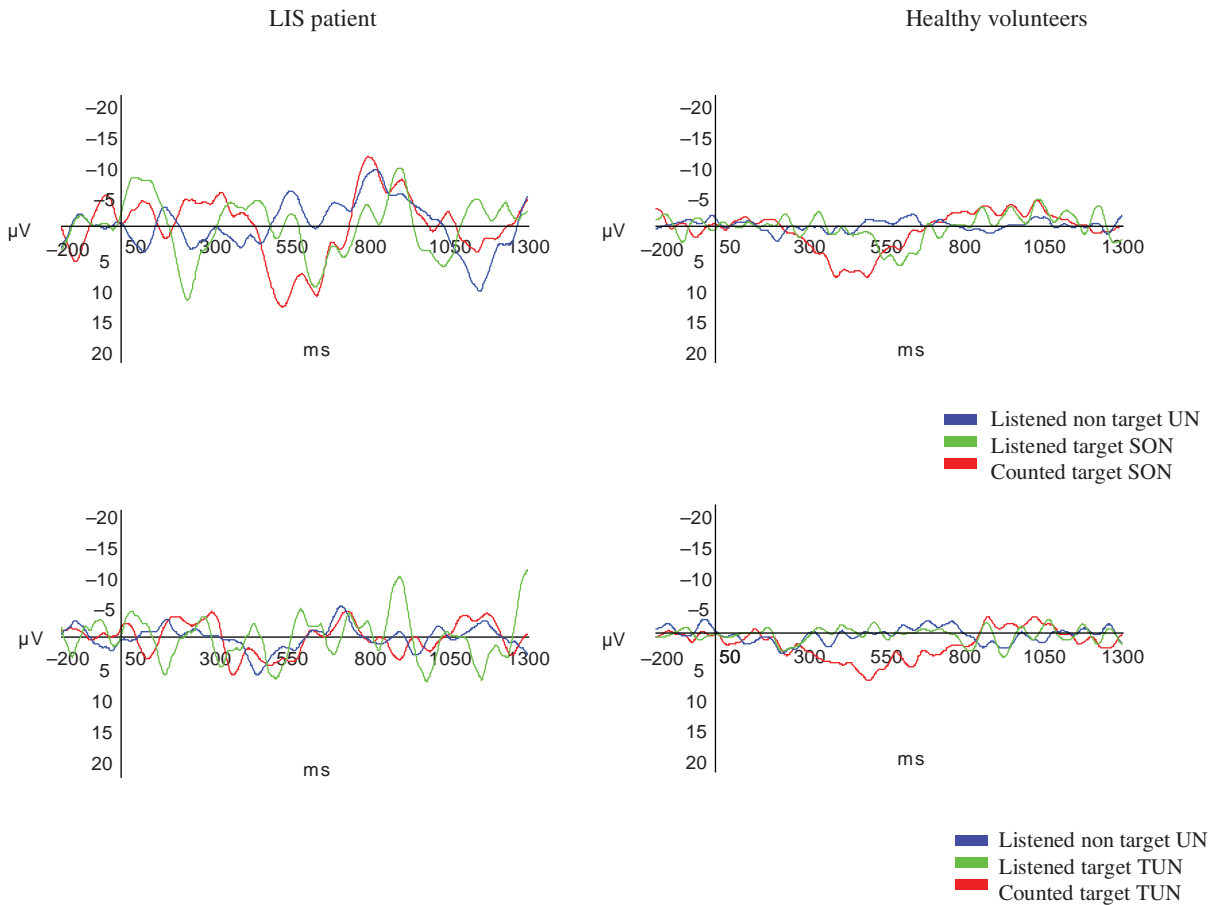 LIS patient
Healthy volunteers
–20
–15
–10
–5
µV
–200 50 300 550 800 1050 1300
5
10
15
20
ms
–20
–15
–10
–5
µV
–200 50 300 550 800 1050 1300
5
10
15
20
ms
Listened non target UN
Listened target SON
Counted target SON
–20
–15
–10
–5
µV
–200 50 300 550 800 1050 1300
5
10
15
20
ms
–20
–15
–10
–5
µV
–200 50 300 550 800 1050 1300
5
10
15
20
ms
Listened non target UN
Listened target TUN
Counted target TUN